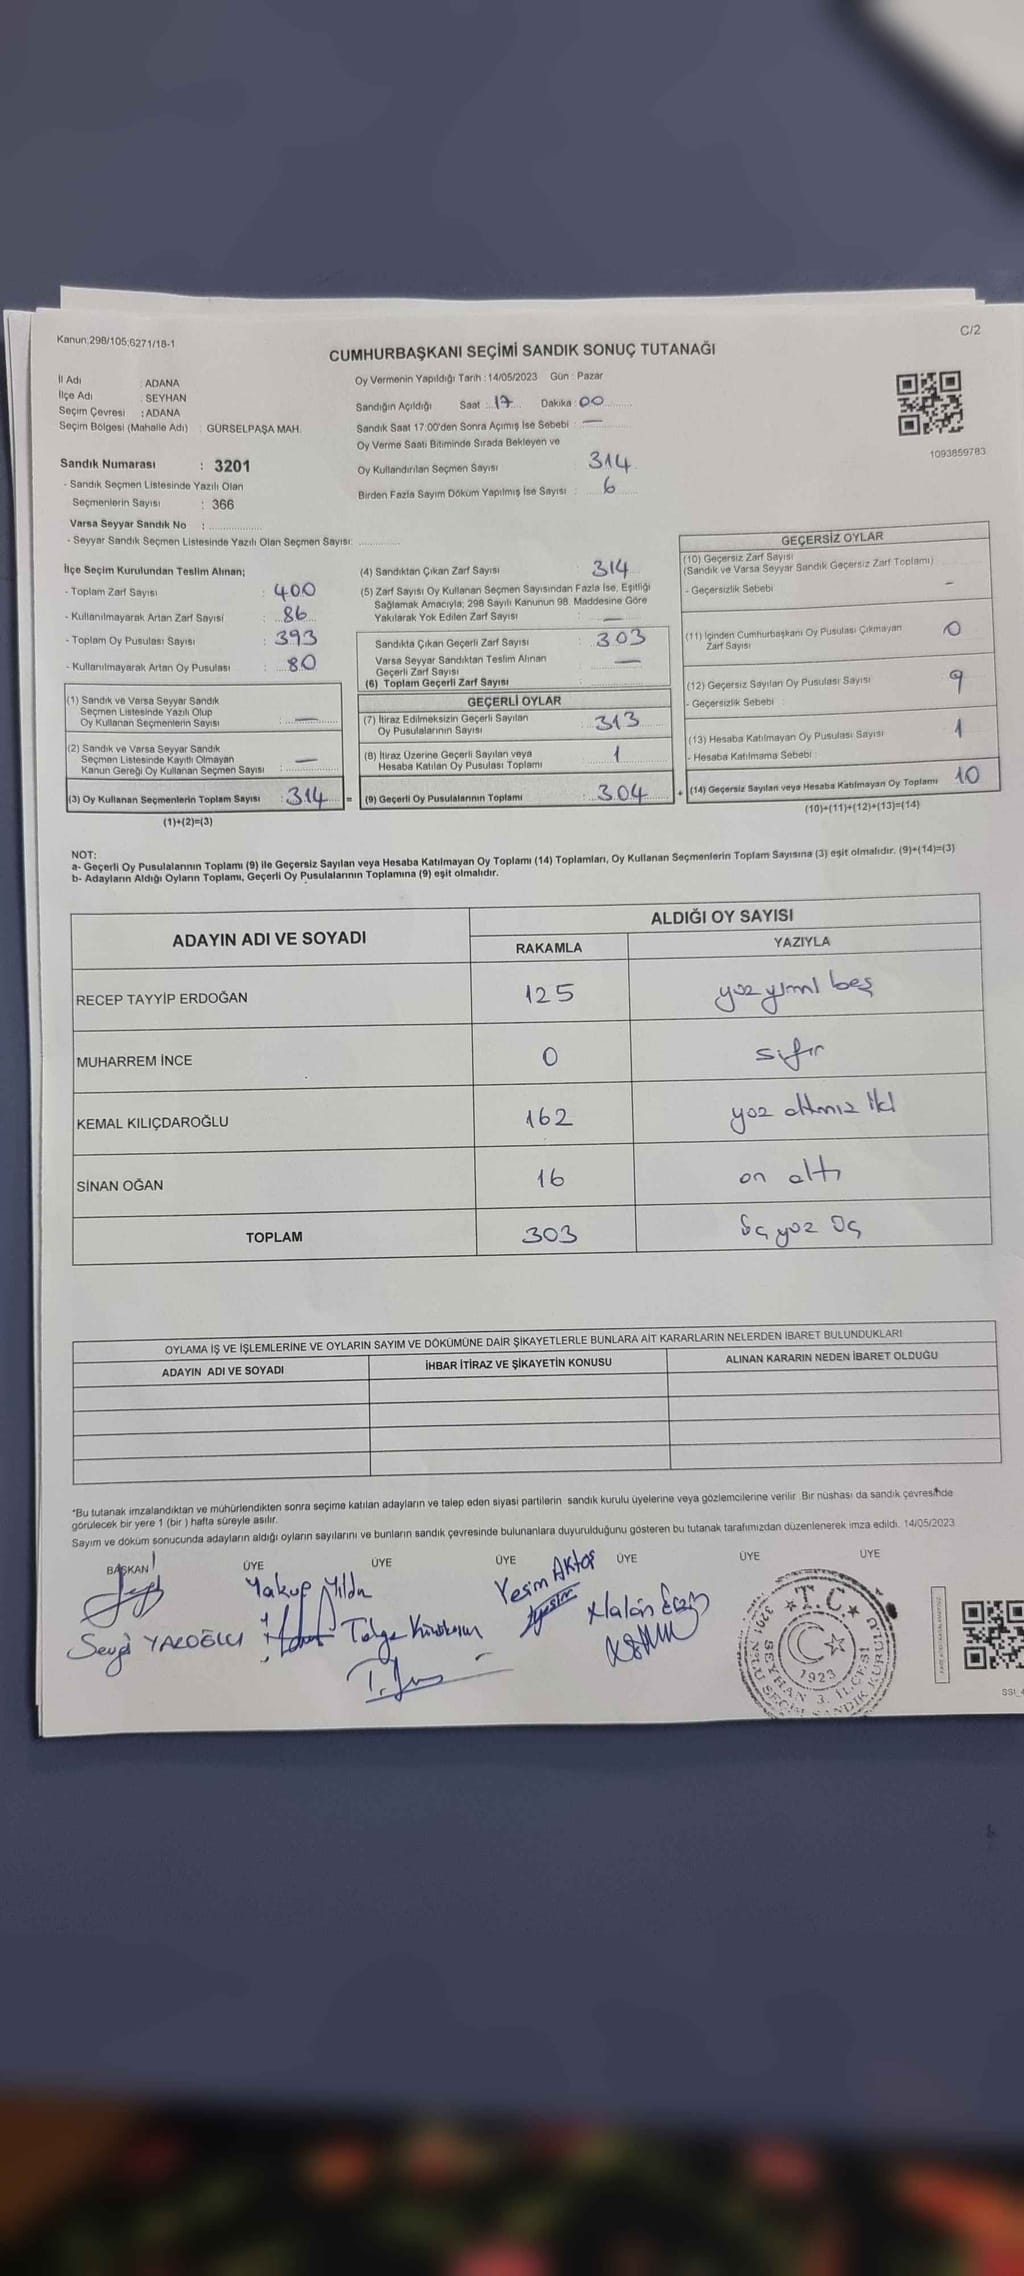 Kanun;298/105;6271/18-1
C/2
CUMHURBAŞKANI SEÇİMİ SANDIK SONUÇ TUTANAĞI
İl Adı : ADANA
İlçe Adı : SEYHAN
Seçim Çevresi : ADANA
Seçim Bölgesi (Mahalle Adı) : GÜRSELPAŞA MAH.
Sandık Numarası : 3201
- Sandık Seçmen Listesinde Yazılı Olan
Seçmenlerin Sayısı : 366
Varsa Seyyar Sandık No :
- Seyyar Sandık Seçmen Listesinde Yazılı Olan Seçmen Sayısı:
Oy Vermenin Yapıldığı Tarih : 14/05/2023 Gün : Pazar
Sandığın Açıldığı Saat : 17 Dakika : 00
Sandık Saat 17.00'den Sonra Açımış İse Sebebi : —
Oy Verme Saati Bitiminde Sırada Bekleyen ve
Oy Kullandırılan Seçmen Sayısı : 314
Birden Fazla Sayım Döküm Yapılmış İse Sayısı : 6
1093859783
İlçe Seçim Kurulundan Teslim Alınan;
- Toplam Zarf Sayısı : 400
- Kullanılmayarak Artan Zarf Sayısı : 86
- Toplam Oy Pusulası Sayısı : 393
- Kullanılmayarak Artan Oy Pusulası : 80
(1) Sandık ve Varsa Seyyar Sandık
Seçmen Listesinde Yazılı Olup
Oy Kullanan Seçmenlerin Sayısı : —
(2) Sandık ve Varsa Seyyar Sandık
Seçmen Listesinde Kayıtlı Olmayan
Kanun Gereği Oy Kullanan Seçmen Sayısı : —
(3) Oy Kullanan Seçmenlerin Toplam Sayısı : 314 =
(1)+(2)=(3)
(4) Sandıktan Çıkan Zarf Sayısı : 314
(5) Zarf Sayısı Oy Kullanan Seçmen Sayısından Fazla İse, Eşitliği
Sağlamak Amacıyla; 298 Sayılı Kanunun 98. Maddesine Göre
Yakılarak Yok Edilen Zarf Sayısı : —
Sandıkta Çıkan Geçerli Zarf Sayısı : 303
Varsa Seyyar Sandıktan Teslim Alınan
Geçerli Zarf Sayısı : —
(6) Toplam Geçerli Zarf Sayısı :
GEÇERLİ OYLAR
(7) İtiraz Edilmeksizin Geçerli Sayılan
Oy Pusulalarının Sayısı : 313
(8) İtiraz Üzerine Geçerli Sayılan veya
Hesaba Katılan Oy Pusulası Toplamı : 1
(9) Geçerli Oy Pusulalarının Toplamı : 304 +
GEÇERSİZ OYLAR
(10) Geçersiz Zarf Sayısı
(Sandık ve Varsa Seyyar Sandık Geçersiz Zarf Toplamı)
- Geçersizlik Sebebi : -
(11) İçinden Cumhurbaşkanı Oy Pusulası Çıkmayan
Zarf Sayısı 0
(12) Geçersiz Sayılan Oy Pusulası Sayısı 9
- Geçersizlik Sebebi :
(13) Hesaba Katılmayan Oy Pusulası Sayısı 1
- Hesaba Katılmama Sebebi :
(14) Geçersiz Sayılan veya Hesaba Katılmayan Oy Toplamı 10
(10)+(11)+(12)+(13)=(14)
NOT:
a- Geçerli Oy Pusulalarının Toplamı (9) ile Geçersiz Sayılan veya Hesaba Katılmayan Oy Toplamı (14) Toplamları, Oy Kullanan Seçmenlerin Toplam Sayısına (3) eşit olmalıdır. (9)+(14)=(3)
b- Adayların Aldığı Oyların Toplamı, Geçerli Oy Pusulalarının Toplamına (9) eşit olmalıdır.
ADAYIN ADI VE SOYADI ALDIĞI OY SAYISI
RAKAMLA YAZIYLA
RECEP TAYYİP ERDOĞAN 125 yüz yirmi beş
MUHARREM İNCE 0 sıfır
KEMAL KILIÇDAROĞLU 162 yüz altmış iki
SİNAN OĞAN 16 on altı
TOPLAM 303 üç yüz üç
OYLAMA İŞ VE İŞLEMLERİNE VE OYLARIN SAYIM VE DÖKÜMÜNE DAİR ŞİKAYETLERLE BUNLARA AİT KARARLARIN NELERDEN İBARET BULUNDUKLARI
ADAYIN ADI VE SOYADI İHBAR İTİRAZ VE ŞİKAYETİN KONUSU ALINAN KARARIN NEDEN İBARET OLDUĞU
*Bu tutanak imzalandıktan ve mühürlendikten sonra seçime katılan adayların ve talep eden siyasi partilerin sandık kurulu üyelerine veya gözlemcilerine verilir. Bir nüshası da sandık çevresinde
görülecek bir yere 1 (bir ) hafta süreyle asılır.
Sayım ve döküm sonucunda adayların aldığı oyların sayılarını ve bunların sandık çevresinde bulunanlara duyurulduğunu gösteren bu tutanak tarafımızdan düzenlenerek imza edildi. 14/05/2023
BAŞKAN ÜYE ÜYE ÜYE ÜYE ÜYE ÜYE
Yakup Yesim Aktaş
Sevgi Tolga
T.C.
1923
SEYHAN 3. İLÇESİ
3201 NOLU SEÇİM SANDIK KURULU